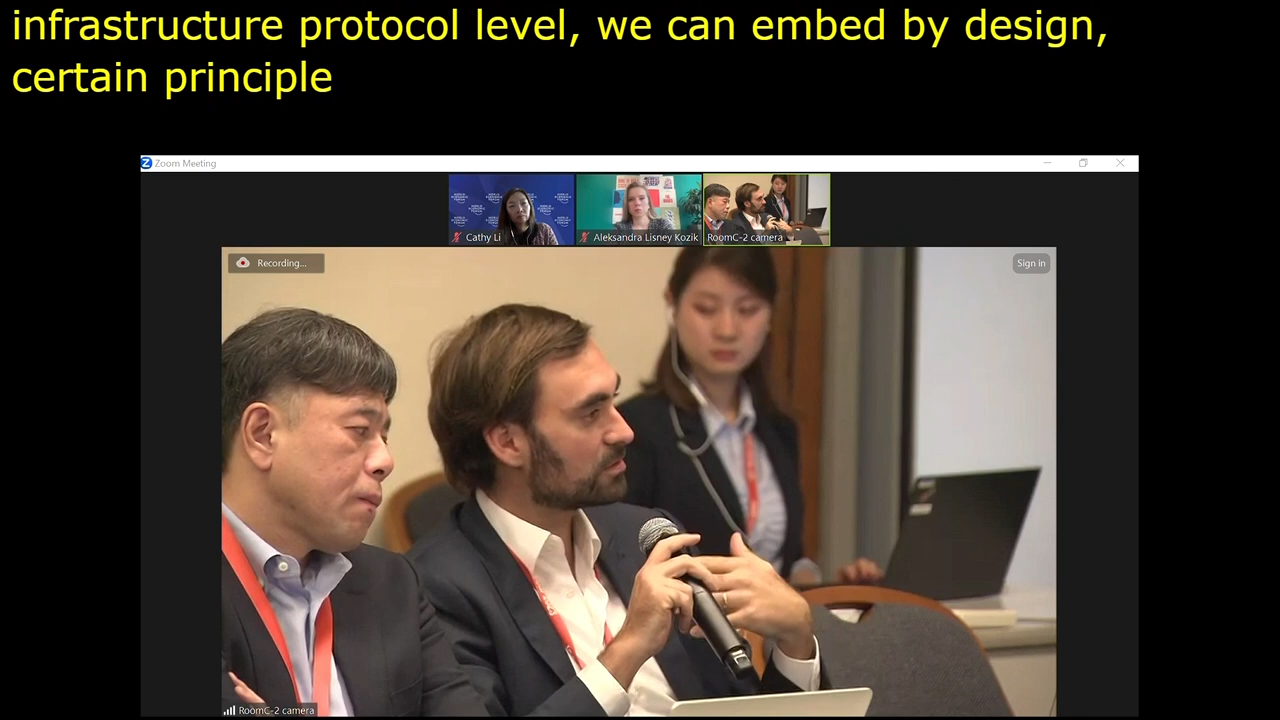 infrastructure protocol level, we can embed by design,
certain principle
Zoom Meeting
Cathy Li
Aleksandra Lisney Kozik
RoomC-2 camera
Recording...
Sign in
RoomC-2 camera